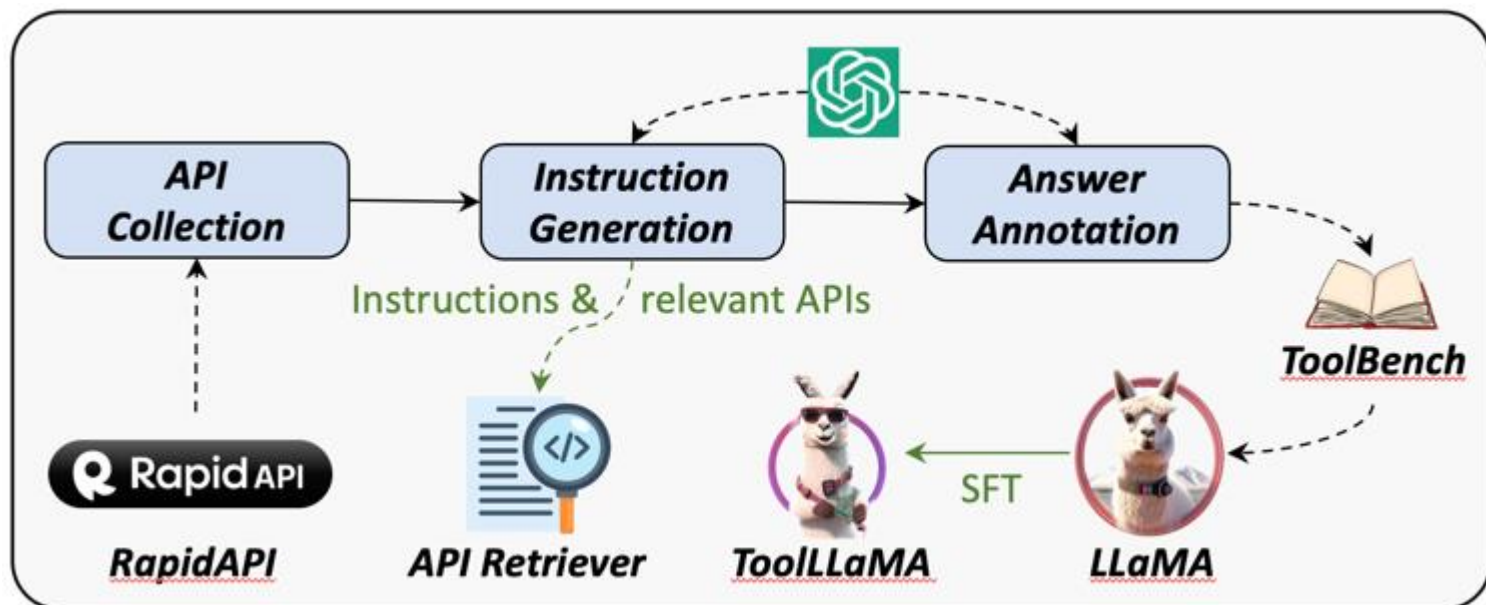 API
Collection
Instruction
Generation
Answer
Annotation
Instructions & relevant APIs
ToolBench
</>
Rapid API
SFT
RapidAPI
API Retriever
ToolLLaMA
LLaMA